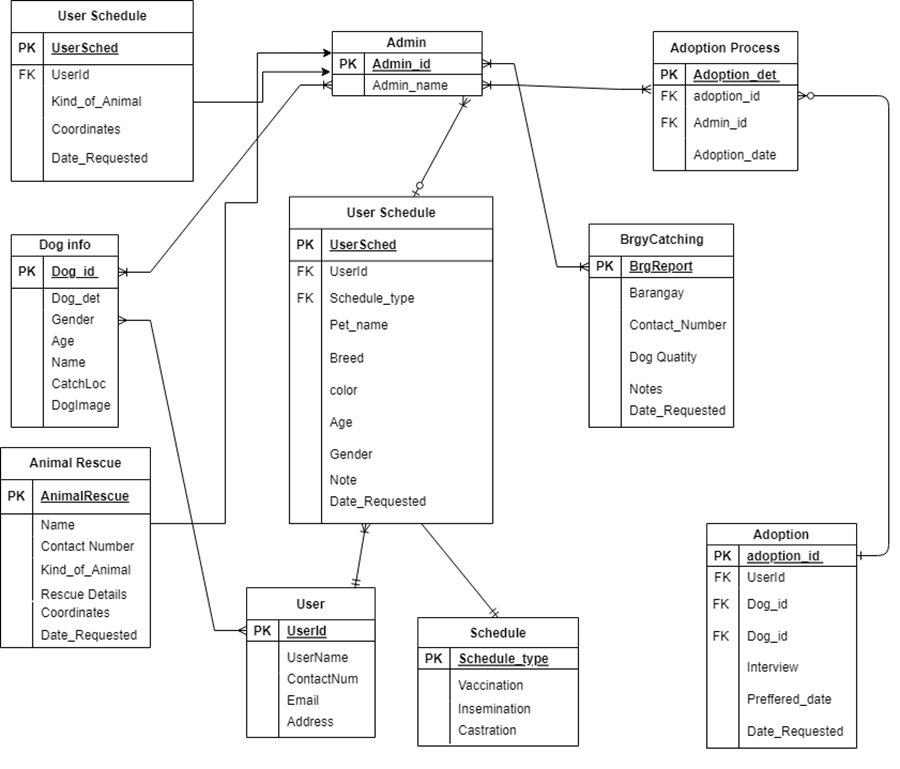 User Schedule
PK UserSched
FK UserId
Kind_of_Animal
Coordinates
Date_Requested
Admin
PK Admin_id
Admin_name
Adoption Process
PK Adoption_det
FK adoption_id
FK Admin_id
Adoption_date
User Schedule
PK UserSched
FK UserId
FK Schedule_type
Pet_name
Breed
color
Age
Gender
Note
Date_Requested
BrgyCatching
PK BrgReport
Barangay
Contact_Number
Dog Quatity
Notes
Date_Requested
Dog info
PK Dog_id
Dog_det
Gender
Age
Name
CatchLoc
DogImage
Animal Rescue
PK AnimalRescue
Name
Contact Number
Kind_of_Animal
Rescue Details
Coordinates
Date_Requested
User
PK UserId
UserName
ContactNum
Email
Address
Schedule
PK Schedule_type
Vaccination
Insemination
Castration
Adoption
PK adoption_id
FK UserId
FK Dog_id
FK Dog_id
Interview
Preffered_date
Date_Requested